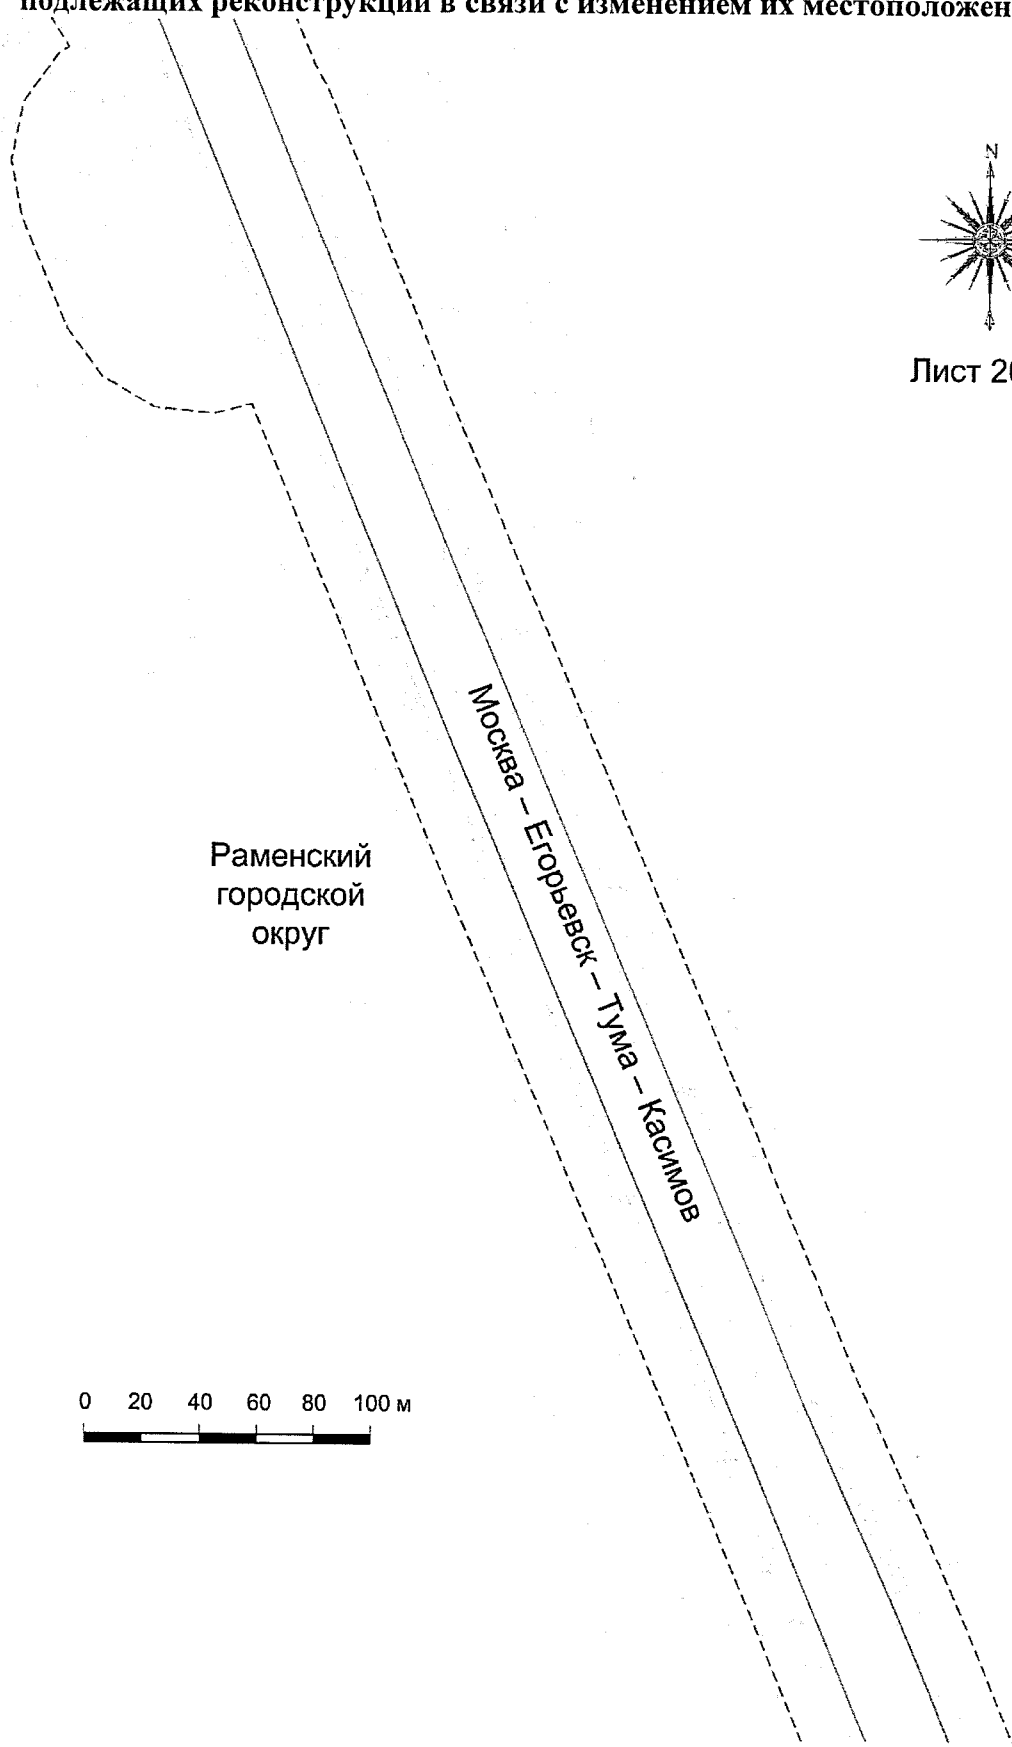 подлежащих реконструкции в связи с изменением их местоположен
N
Лист 20
Москва – Егорьевск – Тума – Касимов
Раменский
городской
округ
0 20 40 60 80 100 м